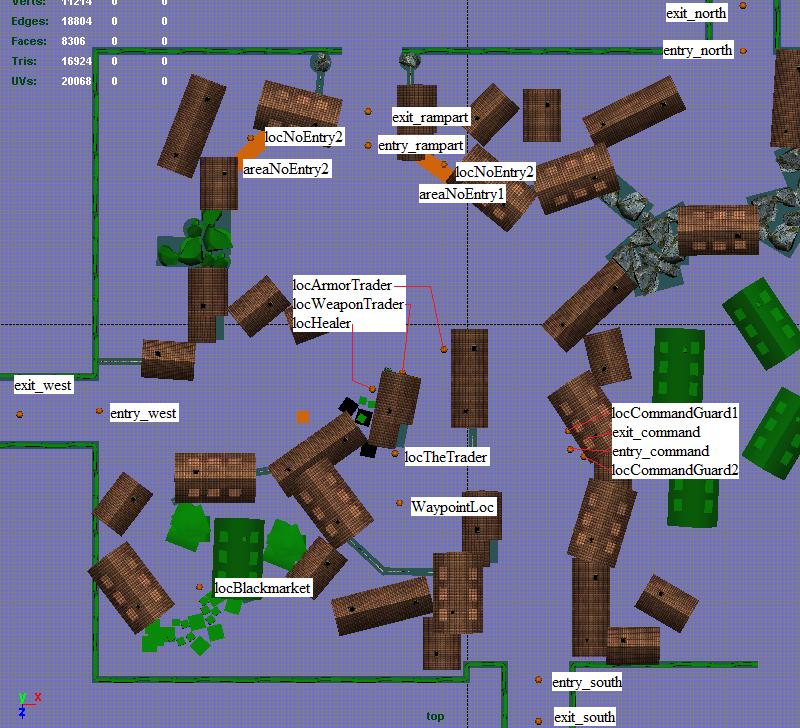 Verts: 11214 0 0
Edges: 18804 0 0
Faces: 8306 0 0
Tris: 16924 0 0
UVs: 20068 0 0
exit_north
entry_north
exit_rampart
locNoEntry2
entry_rampart
areaNoEntry2
locNoEntry2
areaNoEntry1
locArmorTrader
locWeaponTrader
locHealer
exit_west
entry_west
locCommandGuard1
exit_command
entry_command
locCommandGuard2
locTheTrader
WaypointLoc
locBlackmarket
entry_south
exit_south
top
y x
z